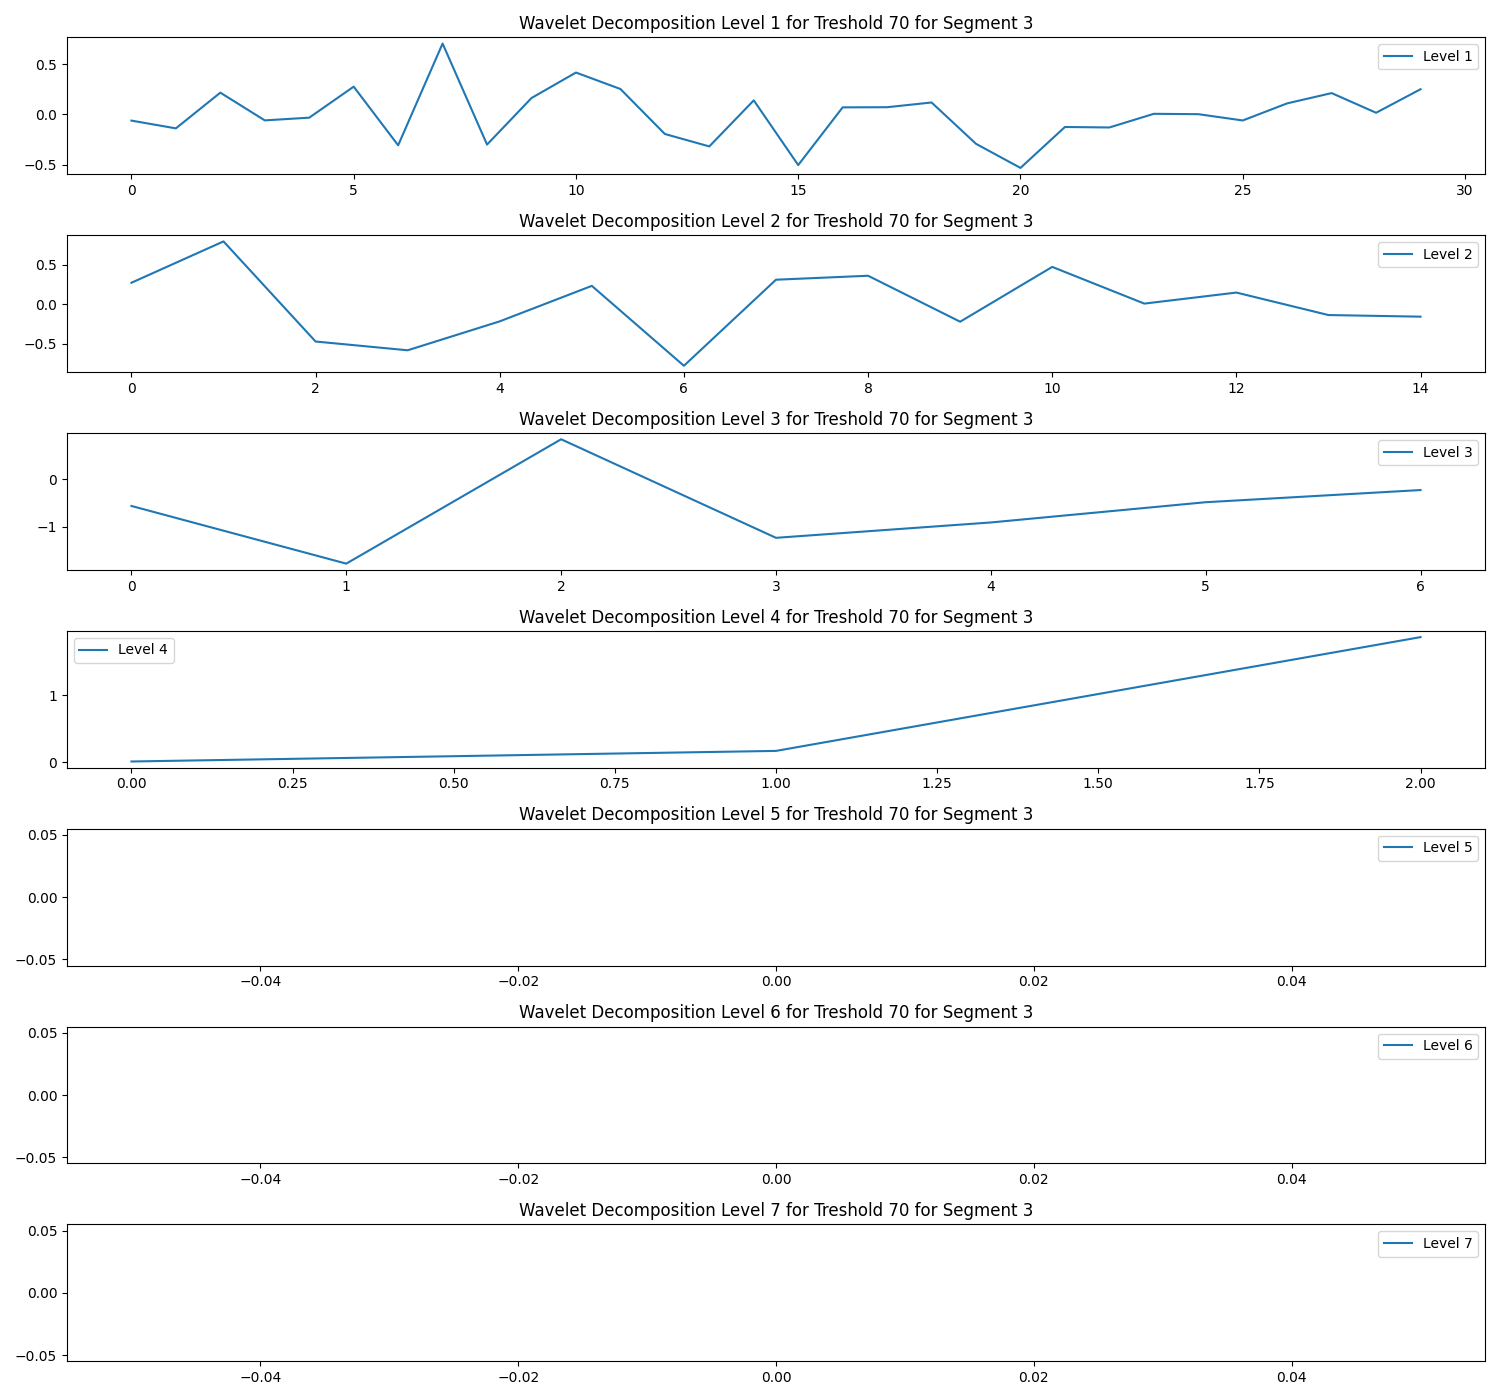 Wavelet Decomposition Level 1 for Treshold 70 for Segment 3
Level 1
0.5
0.0
−0.5
0 5 10 15 20 25 30
Wavelet Decomposition Level 2 for Treshold 70 for Segment 3
Level 2
0.5
0.0
−0.5
0 2 4 6 8 10 12 14
Wavelet Decomposition Level 3 for Treshold 70 for Segment 3
Level 3
0
−1
0 1 2 3 4 5 6
Wavelet Decomposition Level 4 for Treshold 70 for Segment 3
Level 4
1
0
0.00 0.25 0.50 0.75 1.00 1.25 1.50 1.75 2.00
Wavelet Decomposition Level 5 for Treshold 70 for Segment 3
0.05
Level 5
0.00
−0.05
−0.04 −0.02 0.00 0.02 0.04
Wavelet Decomposition Level 6 for Treshold 70 for Segment 3
0.05
Level 6
0.00
−0.05
−0.04 −0.02 0.00 0.02 0.04
Wavelet Decomposition Level 7 for Treshold 70 for Segment 3
0.05
Level 7
0.00
−0.05
−0.04 −0.02 0.00 0.02 0.04